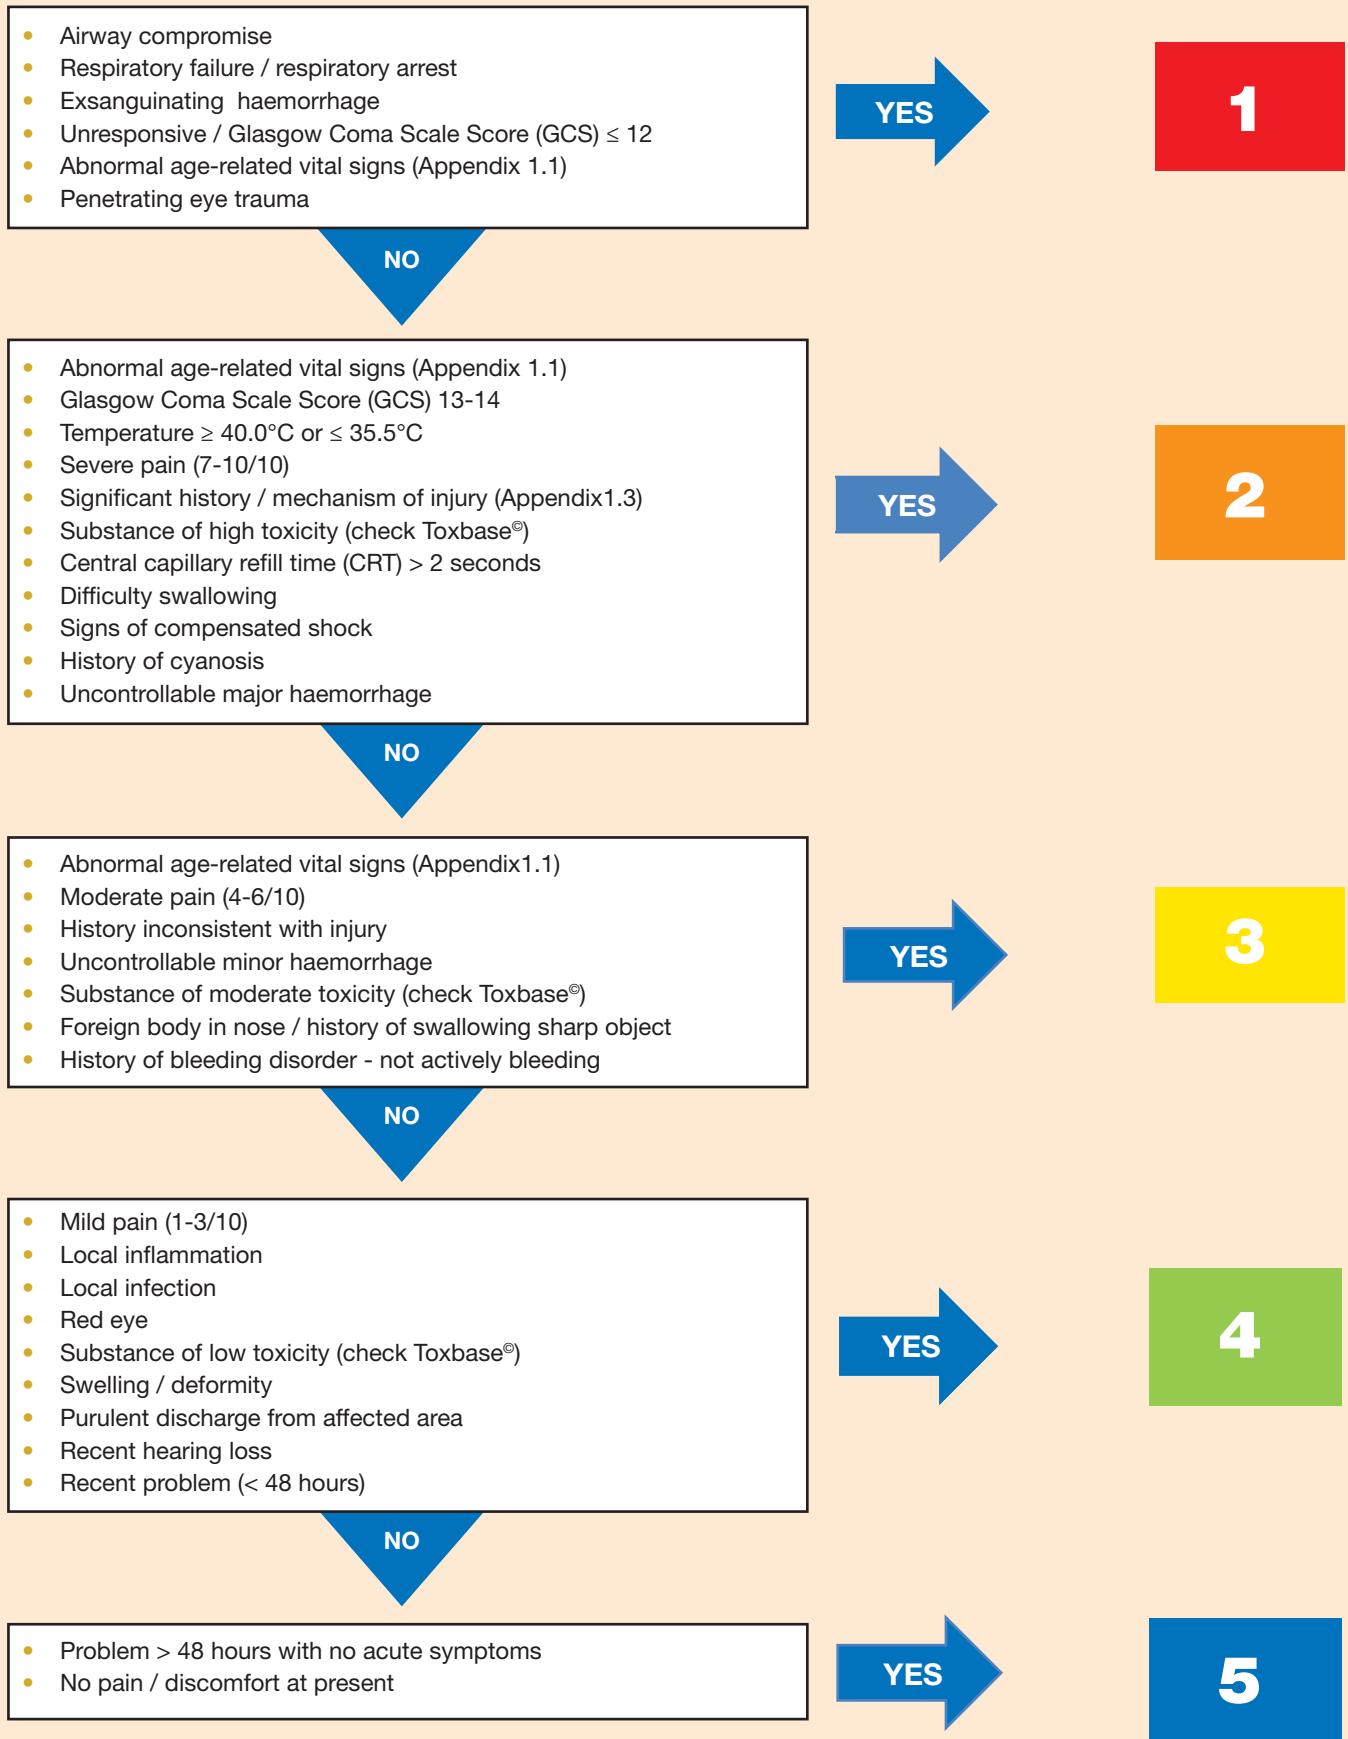 • Airway compromise
• Respiratory failure / respiratory arrest
• Exsanguinating haemorrhage
• Unresponsive / Glasgow Coma Scale Score (GCS) ≤ 12
• Abnormal age-related vital signs (Appendix 1.1)
• Penetrating eye trauma
YES
1
NO
• Abnormal age-related vital signs (Appendix 1.1)
• Glasgow Coma Scale Score (GCS) 13-14
• Temperature ≥ 40.0°C or ≤ 35.5°C
• Severe pain (7-10/10)
• Significant history / mechanism of injury (Appendix1.3)
• Substance of high toxicity (check Toxbase©)
• Central capillary refill time (CRT) > 2 seconds
• Difficulty swallowing
• Signs of compensated shock
• History of cyanosis
• Uncontrollable major haemorrhage
YES
2
NO
• Abnormal age-related vital signs (Appendix1.1)
• Moderate pain (4-6/10)
• History inconsistent with injury
• Uncontrollable minor haemorrhage
• Substance of moderate toxicity (check Toxbase©)
• Foreign body in nose / history of swallowing sharp object
• History of bleeding disorder - not actively bleeding
YES
3
NO
• Mild pain (1-3/10)
• Local inflammation
• Local infection
• Red eye
• Substance of low toxicity (check Toxbase©)
• Swelling / deformity
• Purulent discharge from affected area
• Recent hearing loss
• Recent problem (< 48 hours)
YES
4
NO
• Problem > 48 hours with no acute symptoms
• No pain / discomfort at present
YES
5